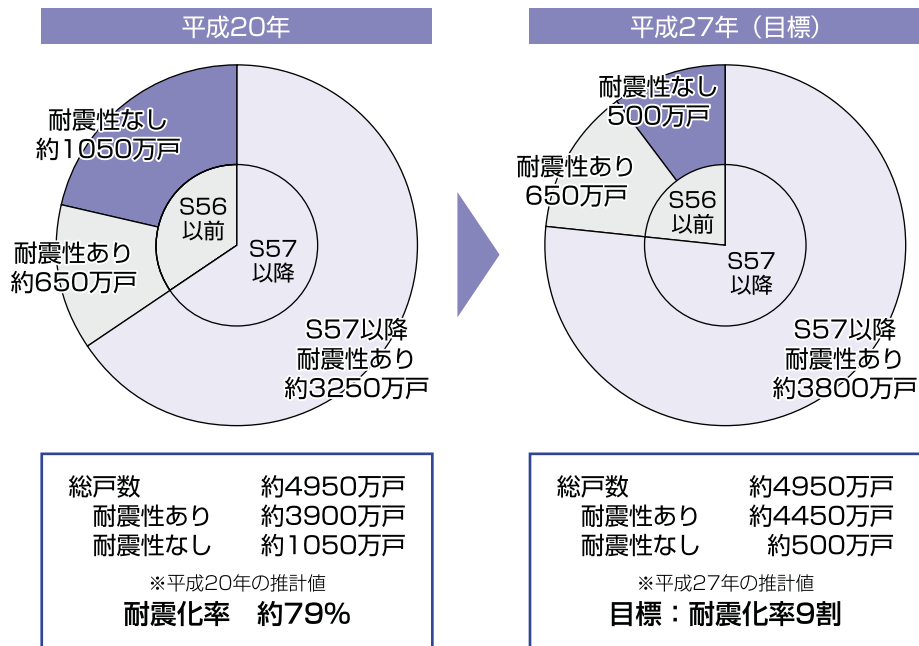 平成20年
耐震性なし
約1050万戸
S56
以前
耐震性あり
約650万戸
S57
以降
S57以降
耐震性あり
約3250万戸
総戸数 約4950万戸
耐震性あり 約3900万戸
耐震性なし 約1050万戸
※平成20年の推計値
耐震化率 約79%
平成27年（目標）
耐震性なし
500万戸
耐震性あり
650万戸
S56
以前
S57
以降
S57以降
耐震性あり
約3800万戸
総戸数 約4950万戸
耐震性あり 約4450万戸
耐震性なし 約500万戸
※平成27年の推計値
目標：耐震化率9割